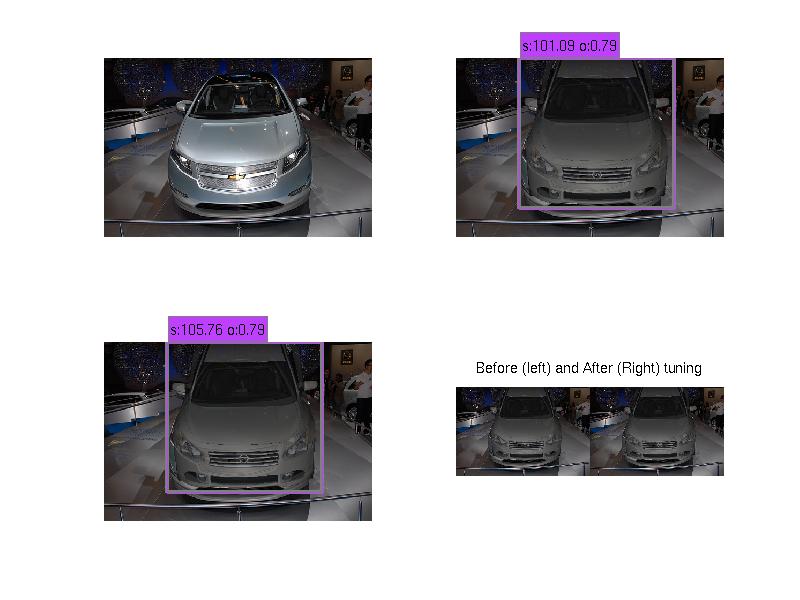 s:101.09 o:0.79
s:105.76 o:0.79
Before (left) and After (Right) tuning